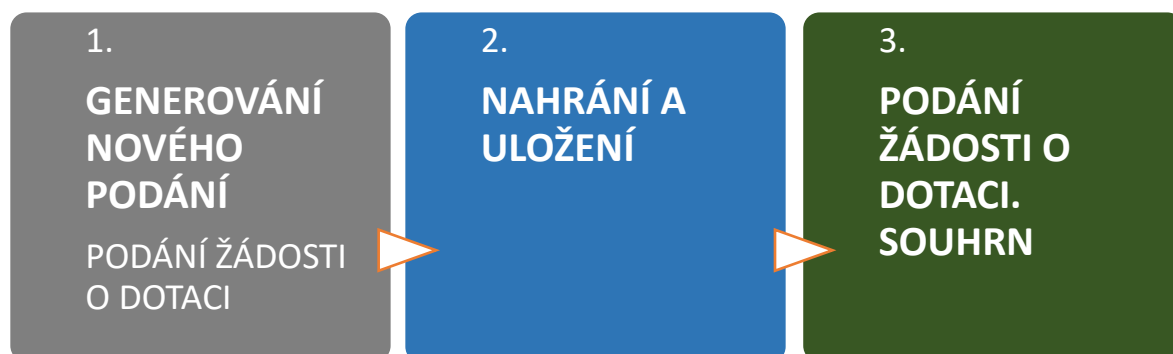 1.
GENEROVÁNÍ
NOVÉHO
PODÁNÍ
PODÁNÍ ŽÁDOSTI
O DOTACI
2.
NAHRÁNÍ A
ULOŽENÍ
3.
PODÁNÍ
ŽÁDOSTI O
DOTACI.
SOUHRN